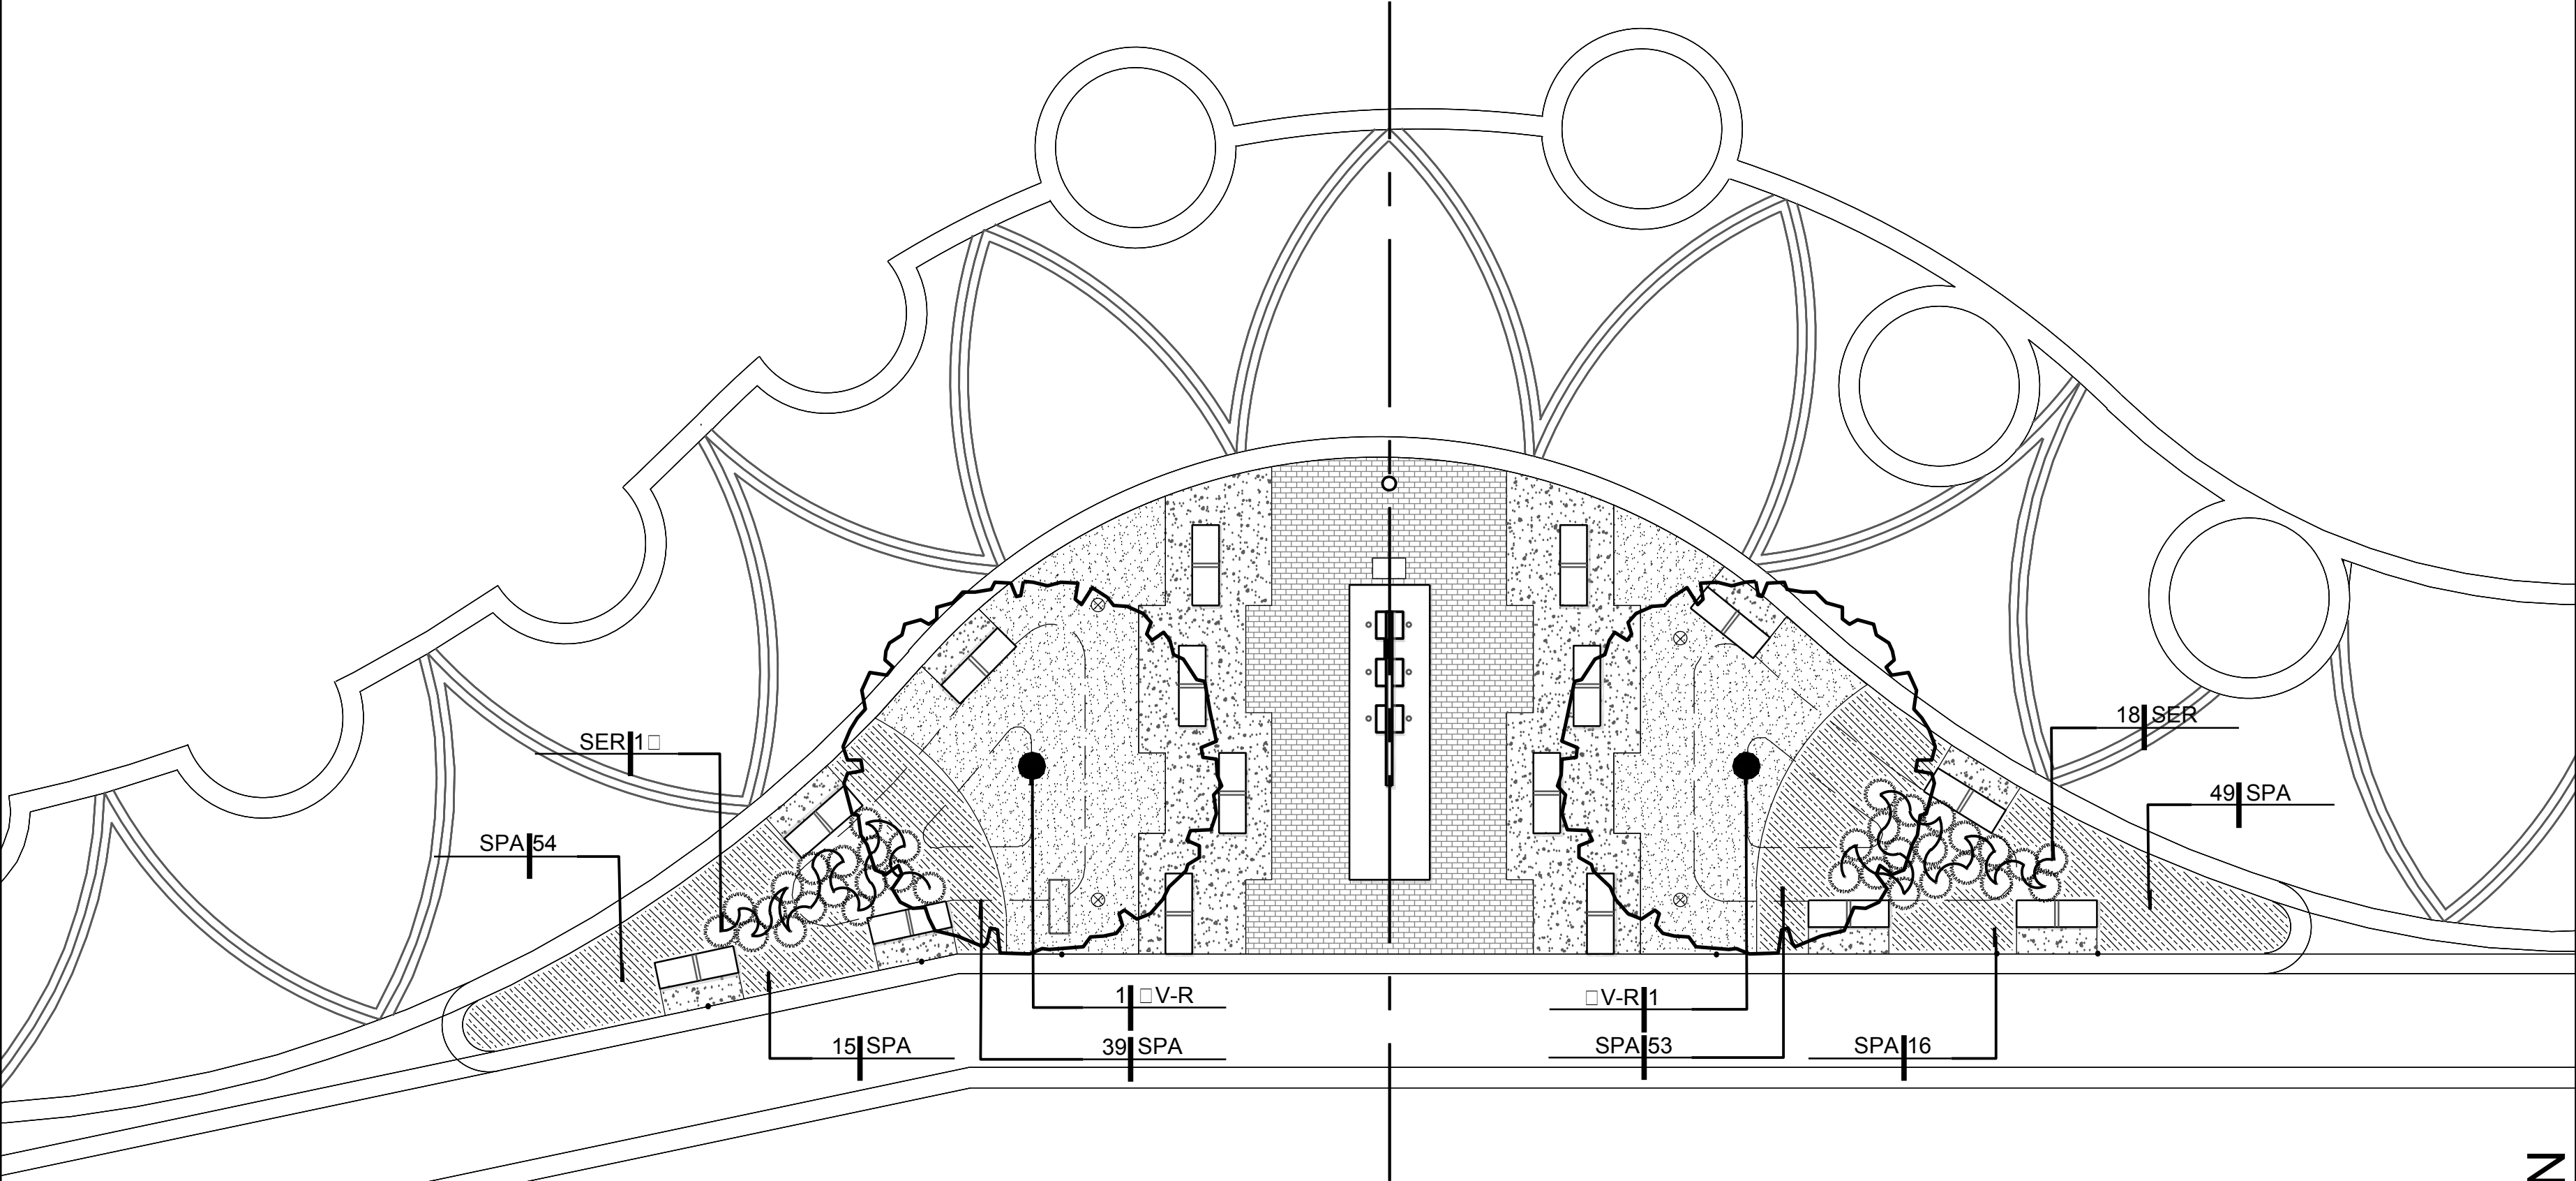 18 SER
SER 1□
49 SPA
SPA 54
1 □V-R
□V-R 1
15 SPA
39 SPA
SPA 53
SPA 16
N